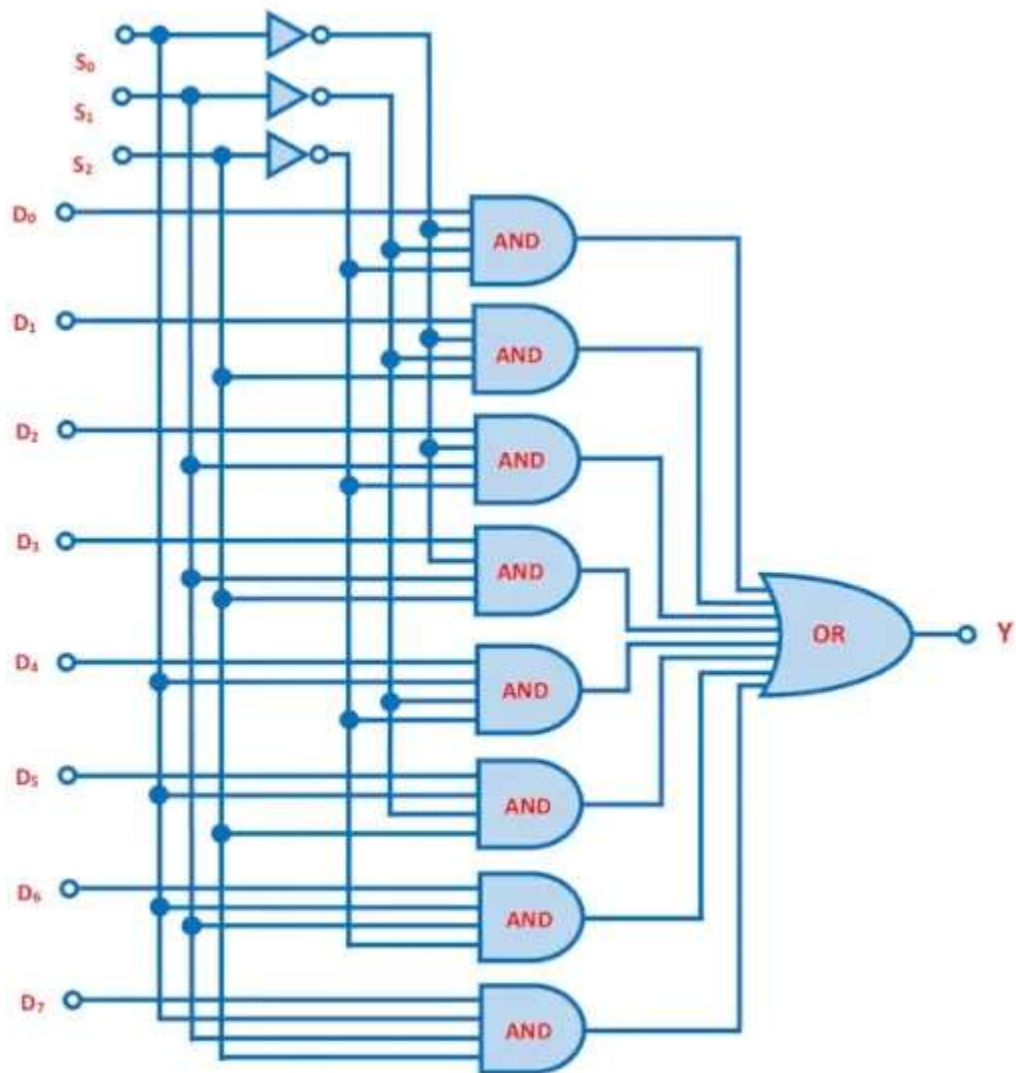 S₀
S₁
S₂
D₀
AND
D₁
AND
D₂
AND
D₃
AND
OR
Y
D₄
AND
D₅
AND
D₆
AND
D₇
AND